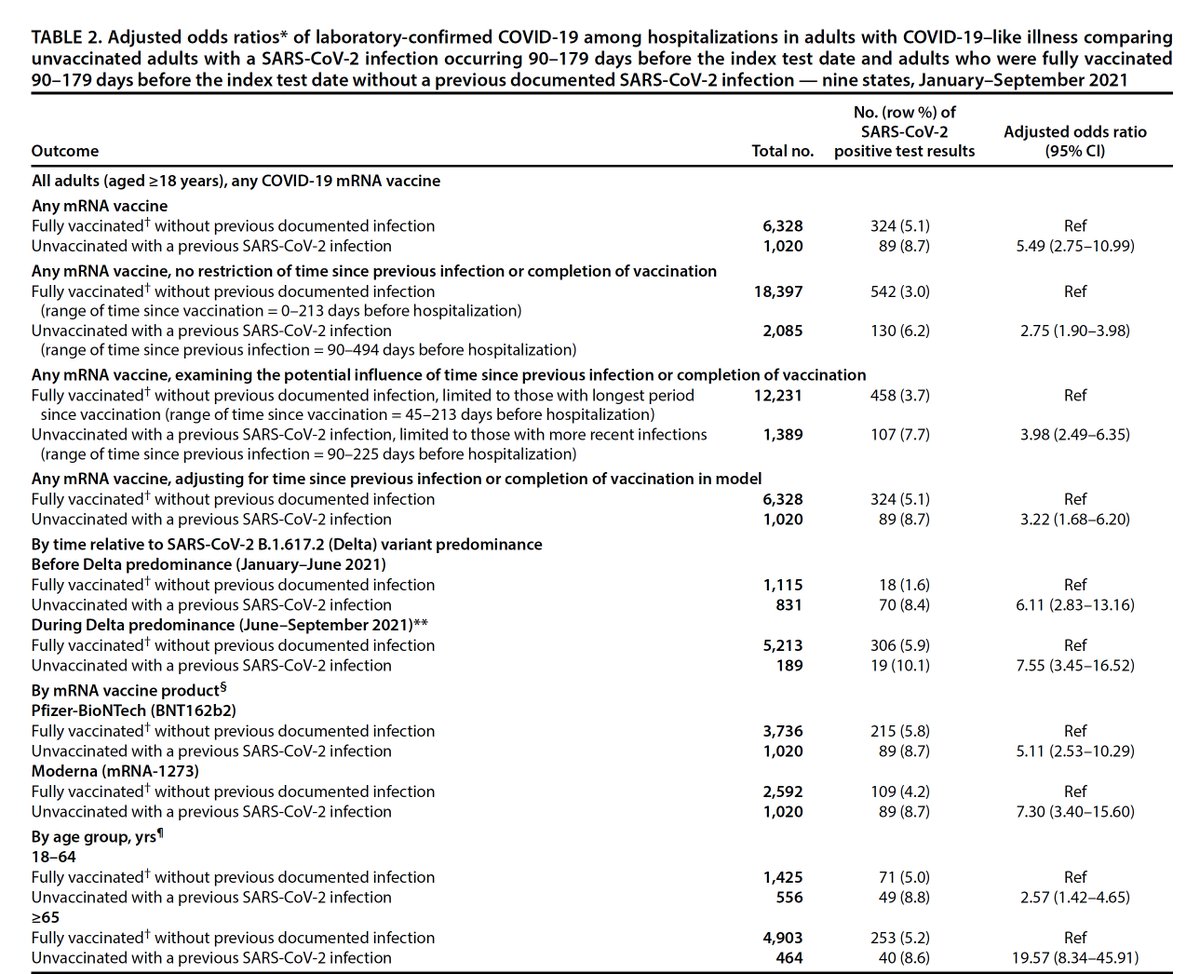 TABLE 2. Adjusted odds ratios* of laboratory-confirmed COVID-19 among hospitalizations in adults with COVID-19–like illness comparing
unvaccinated adults with a SARS-CoV-2 infection occurring 90–179 days before the index test date and adults who were fully vaccinated
90–179 days before the index test date without a previous documented SARS-CoV-2 infection — nine states, January–September 2021
Outcome Total no. No. (row %) of SARS-CoV-2 positive test results Adjusted odds ratio (95% CI)
All adults (aged ≥18 years), any COVID-19 mRNA vaccine
Any mRNA vaccine
Fully vaccinated† without previous documented infection 6,328 324 (5.1) Ref
Unvaccinated with a previous SARS-CoV-2 infection 1,020 89 (8.7) 5.49 (2.75–10.99)
Any mRNA vaccine, no restriction of time since previous infection or completion of vaccination
Fully vaccinated† without previous documented infection 18,397 542 (3.0) Ref
(range of time since vaccination = 0–213 days before hospitalization)
Unvaccinated with a previous SARS-CoV-2 infection 2,085 130 (6.2) 2.75 (1.90–3.98)
(range of time since previous infection = 90–494 days before hospitalization)
Any mRNA vaccine, examining the potential influence of time since previous infection or completion of vaccination
Fully vaccinated† without previous documented infection, limited to those with longest period 12,231 458 (3.7) Ref
since vaccination (range of time since vaccination = 45–213 days before hospitalization)
Unvaccinated with a previous SARS-CoV-2 infection, limited to those with more recent infections 1,389 107 (7.7) 3.98 (2.49–6.35)
(range of time since previous infection = 90–225 days before hospitalization)
Any mRNA vaccine, adjusting for time since previous infection or completion of vaccination in model
Fully vaccinated† without previous documented infection 6,328 324 (5.1) Ref
Unvaccinated with a previous SARS-CoV-2 infection 1,020 89 (8.7) 3.22 (1.68–6.20)
By time relative to SARS-CoV-2 B.1.617.2 (Delta) variant predominance
Before Delta predominance (January–June 2021)
Fully vaccinated† without previous documented infection 1,115 18 (1.6) Ref
Unvaccinated with a previous SARS-CoV-2 infection 831 70 (8.4) 6.11 (2.83–13.16)
During Delta predominance (June–September 2021)**
Fully vaccinated† without previous documented infection 5,213 306 (5.9) Ref
Unvaccinated with a previous SARS-CoV-2 infection 189 19 (10.1) 7.55 (3.45–16.52)
By mRNA vaccine product§
Pfizer-BioNTech (BNT162b2)
Fully vaccinated† without previous documented infection 3,736 215 (5.8) Ref
Unvaccinated with a previous SARS-CoV-2 infection 1,020 89 (8.7) 5.11 (2.53–10.29)
Moderna (mRNA-1273)
Fully vaccinated† without previous documented infection 2,592 109 (4.2) Ref
Unvaccinated with a previous SARS-CoV-2 infection 1,020 89 (8.7) 7.30 (3.40–15.60)
By age group, yrs¶
18–64
Fully vaccinated† without previous documented infection 1,425 71 (5.0) Ref
Unvaccinated with a previous SARS-CoV-2 infection 556 49 (8.8) 2.57 (1.42–4.65)
≥65
Fully vaccinated† without previous documented infection 4,903 253 (5.2) Ref
Unvaccinated with a previous SARS-CoV-2 infection 464 40 (8.6) 19.57 (8.34–45.91)